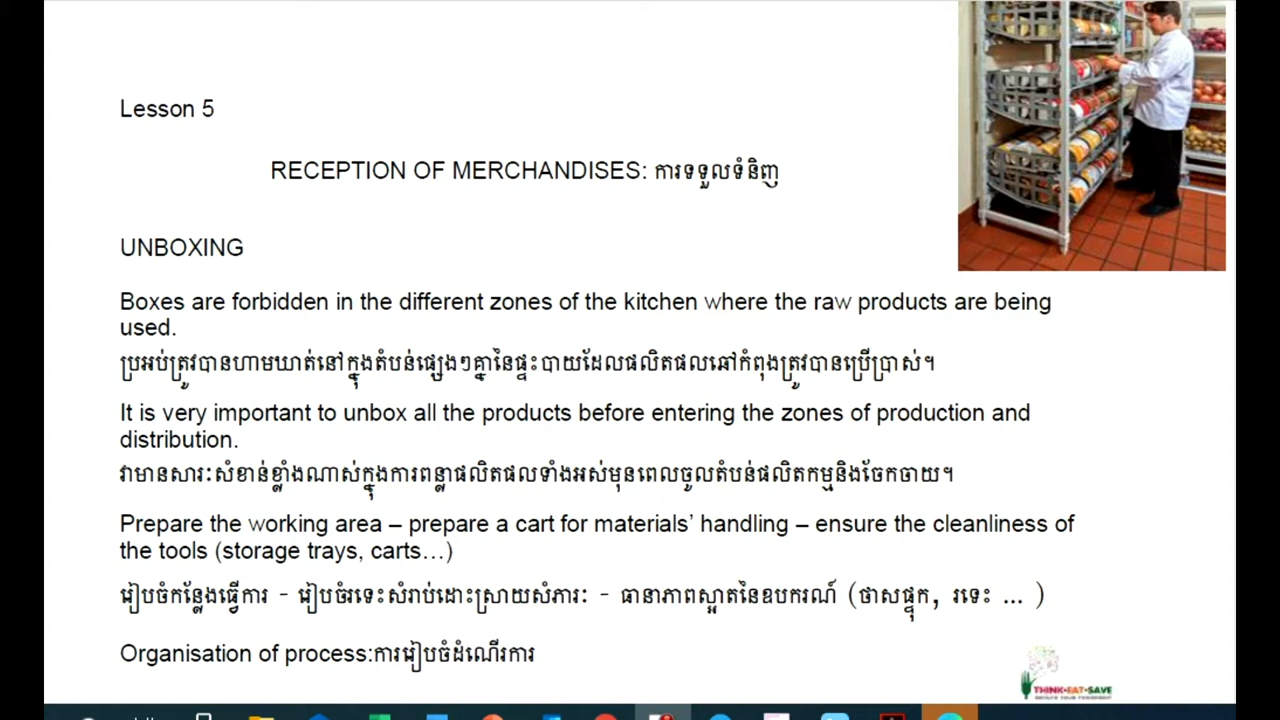 Lesson 5
RECEPTION OF MERCHANDISES: ការទទួលទំនិញ
UNBOXING
Boxes are forbidden in the different zones of the kitchen where the raw products are being
used.
ប្រអប់ត្រូវបានហាមឃាត់នៅក្នុងតំបន់ផ្សេងៗគ្នានៃផ្ទះបាយដែលផលិតផលឆៅកំពុងត្រូវបានប្រើប្រាស់។
It is very important to unbox all the products before entering the zones of production and
distribution.
វាមានសារៈសំខាន់ខ្លាំងណាស់ក្នុងការពន្លាផលិតផលទាំងអស់មុនពេលចូលតំបន់ផលិតកម្មនិងចែកចាយ។
Prepare the working area – prepare a cart for materials’ handling – ensure the cleanliness of
the tools (storage trays, carts…)
រៀបចំកន្លែងធ្វើការ - រៀបចំរទេះសំរាប់ដោះស្រាយសំភារៈ - ធានាភាពស្អាតនៃឧបករណ៍ (ថាសផ្ទុក, រទេះ ... )
Organisation of process:ការរៀបចំដំណើរការ
THINK•EAT•SAVE